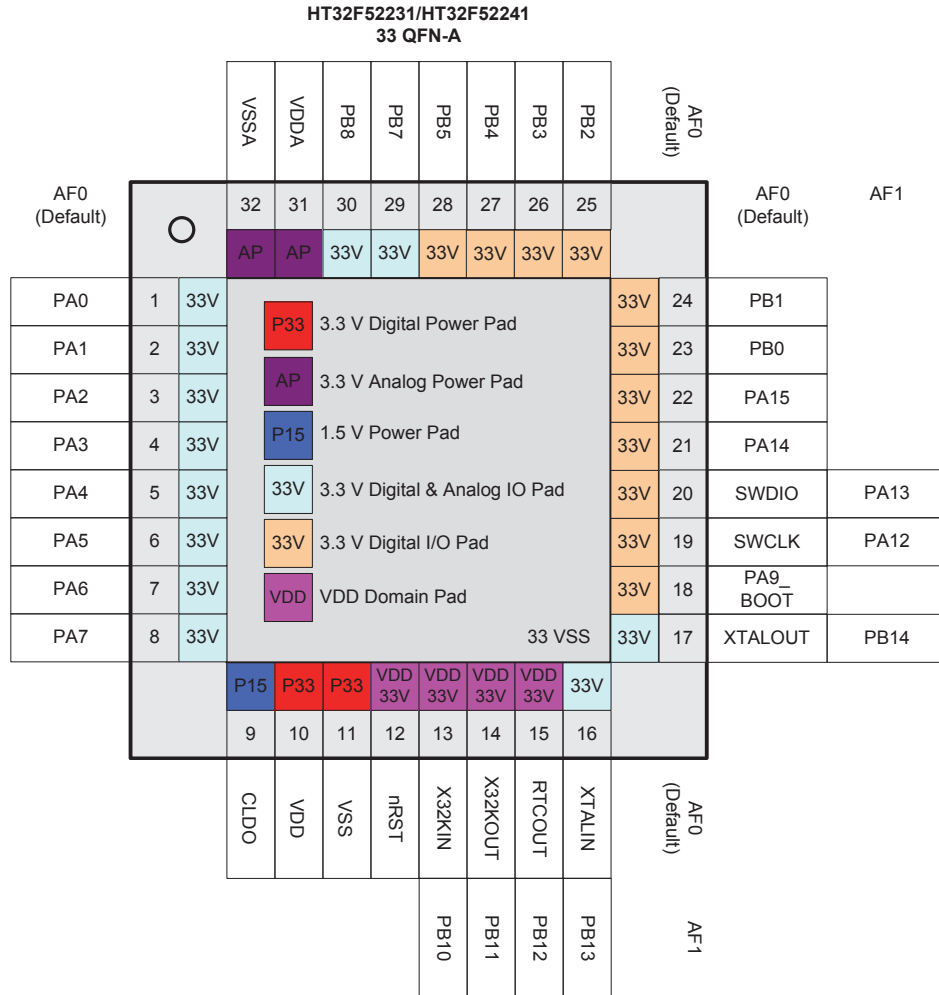 HT32F52231/HT32F52241
33 QFN-A
VSSA VDDA PB8 PB7 PB5 PB4 PB3 PB2 AF0
(Default)
AF0
(Default)
AF0
(Default)
AF1
32 31 30 29 28 27 26 25
AP AP 33V 33V 33V 33V 33V 33V
PA0 1 33V 33V 24 PB1
P33 3.3 V Digital Power Pad
PA1 2 33V 33V 23 PB0
AP 3.3 V Analog Power Pad
PA2 3 33V 33V 22 PA15
P15 1.5 V Power Pad
PA3 4 33V 33V 21 PA14
33V 3.3 V Digital & Analog IO Pad
PA4 5 33V 33V 20 SWDIO PA13
33V 3.3 V Digital I/O Pad
PA5 6 33V 33V 19 SWCLK PA12
VDD VDD Domain Pad
PA6 7 33V 33V 18 PA9_
BOOT
PA7 8 33V 33 VSS 33V 17 XTALOUT PB14
P15 P33 P33 VDD
33V VDD
33V VDD
33V VDD
33V 33V
9 10 11 12 13 14 15 16
CLDO VDD VSS nRST X32KIN X32KOUT RTCOUT XTALIN AF0
(Default)
PB10 PB11 PB12 PB13 AF1